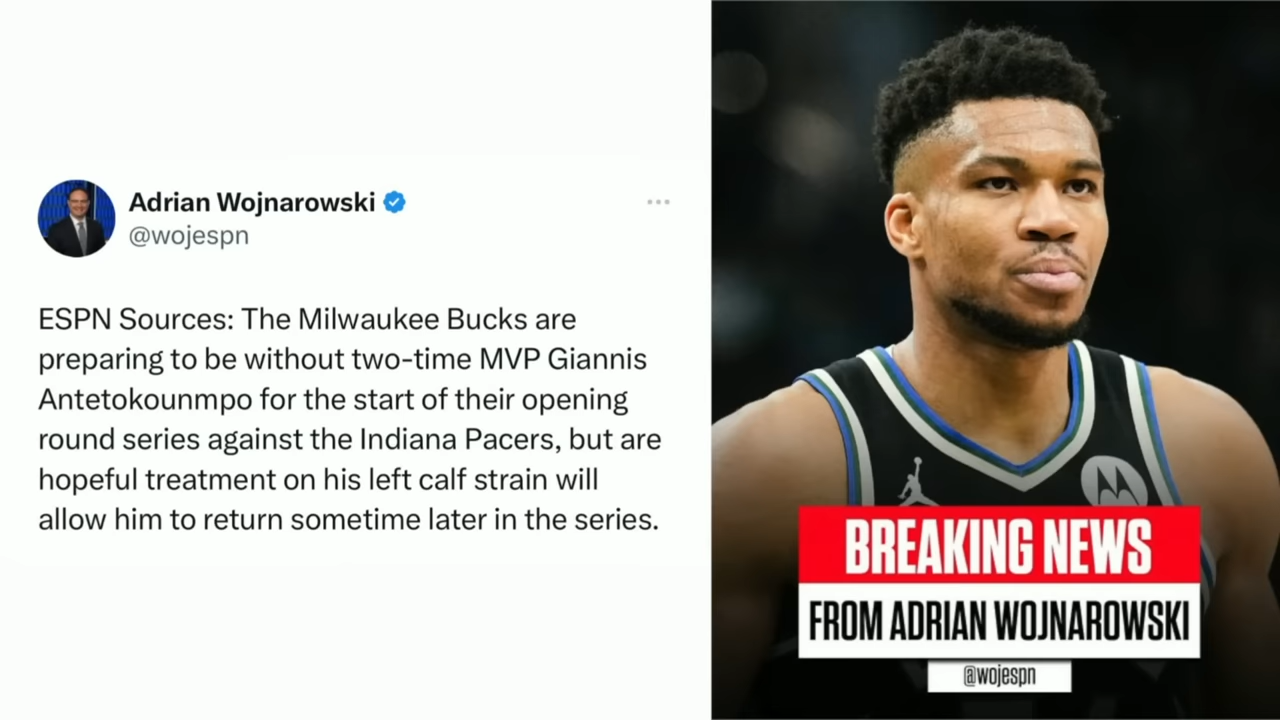 Adrian Wojnarowski
@wojespn
ESPN Sources: The Milwaukee Bucks are
preparing to be without two-time MVP Giannis
Antetokounmpo for the start of their opening
round series against the Indiana Pacers, but are
hopeful treatment on his left calf strain will
allow him to return sometime later in the series.
BREAKING NEWS
FROM ADRIAN WOJNAROWSKI
@wojespn